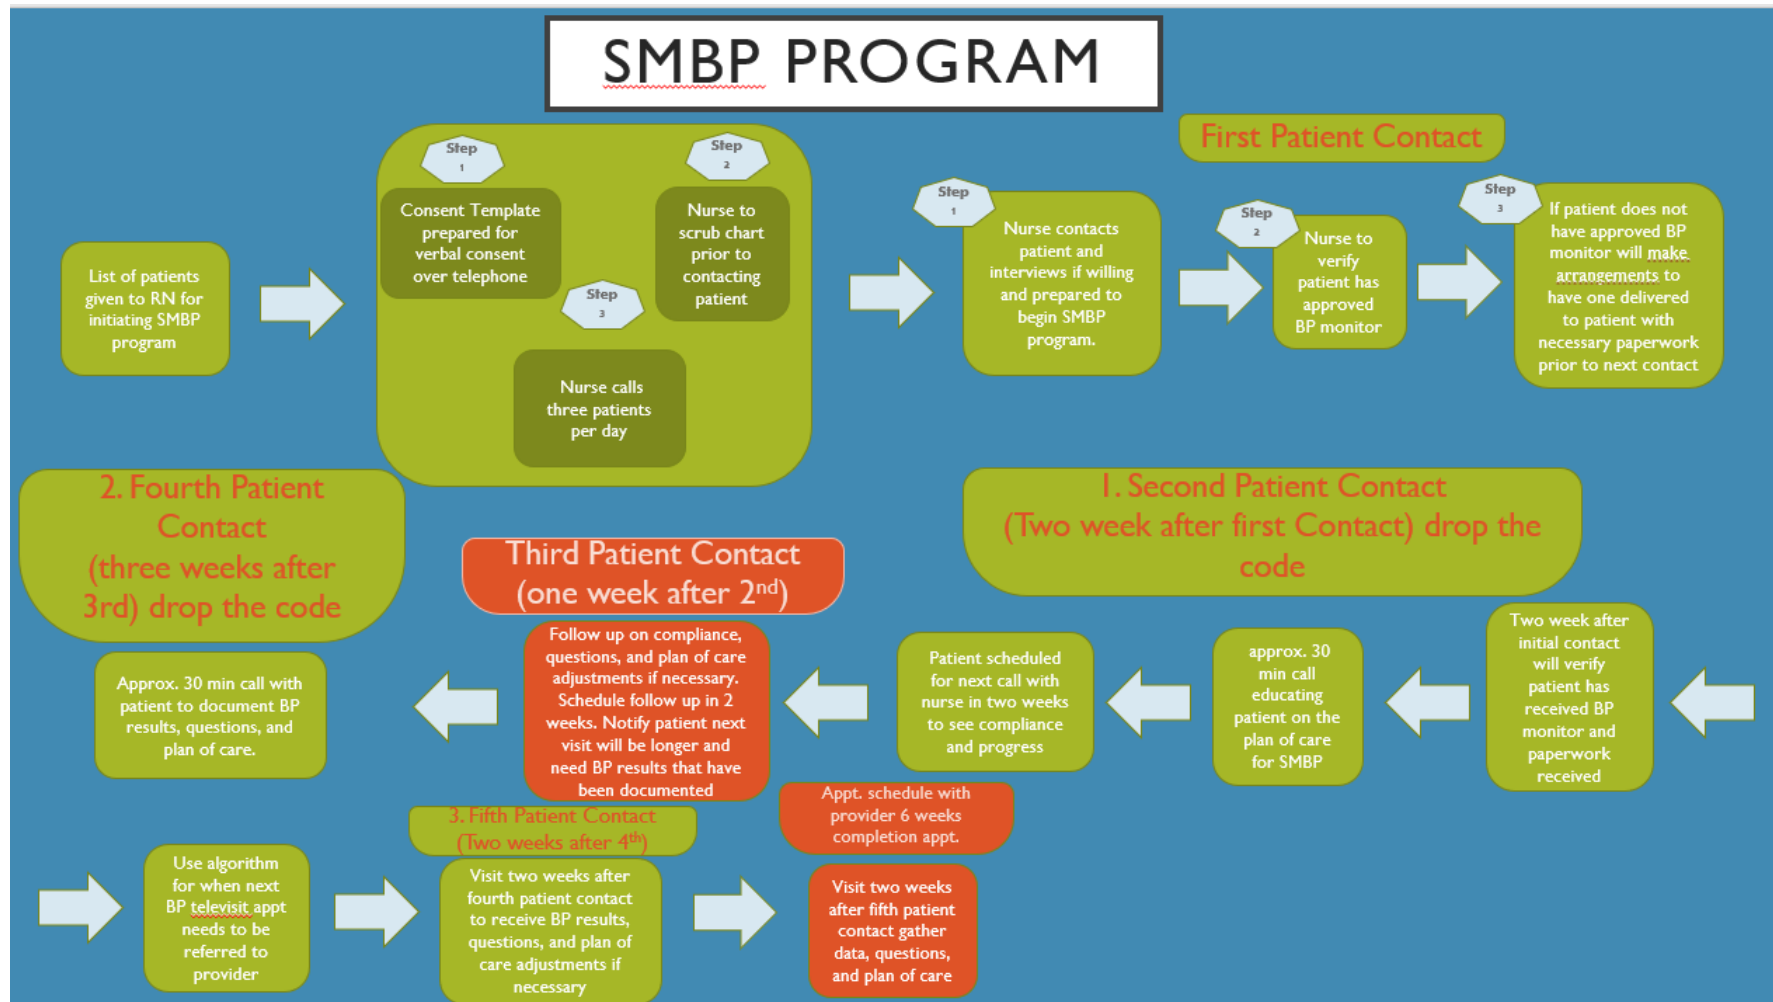 SMBP PROGRAM
List of patients
given to RN for
initiating SMBP
program
Step
1
Consent Template
prepared for
verbal consent
over telephone
Step
2
Nurse to
scrub chart
prior to
contacting
patient
Step
3
Nurse calls
three patients
per day
First Patient Contact
Step
1
Nurse contacts
patient and
interviews if willing
and prepared to
begin SMBP
program.
Step
2
Nurse to
verify
patient has
approved
BP monitor
Step
3
If patient does not
have approved BP
monitor will make
arrangements to
have one delivered
to patient with
necessary paperwork
prior to next contact
1. Second Patient Contact
(Two week after first Contact) drop the
code
Two week after
initial contact
will verify
patient has
received BP
monitor and
paperwork
received
approx. 30
min call
educating
patient on the
plan of care
for SMBP
Patient scheduled
for next call with
nurse in two weeks
to see compliance
and progress
Third Patient Contact
(one week after 2nd)
Follow up on compliance,
questions, and plan of care
adjustments if necessary.
Schedule follow up in 2
weeks. Notify patient next
visit will be longer and
need BP results that have
been documented
2. Fourth Patient
Contact
(three weeks after
3rd) drop the code
Approx. 30 min call with
patient to document BP
results, questions, and
plan of care.
Use algorithm
for when next
BP televisit appt
needs to be
referred to
provider
3. Fifth Patient Contact
(Two weeks after 4th)
Visit two weeks after
fourth patient contact
to receive BP results,
questions, and plan of
care adjustments if
necessary
Appt. schedule with
provider 6 weeks
completion appt.
Visit two weeks
after fifth patient
contact gather
data, questions,
and plan of care